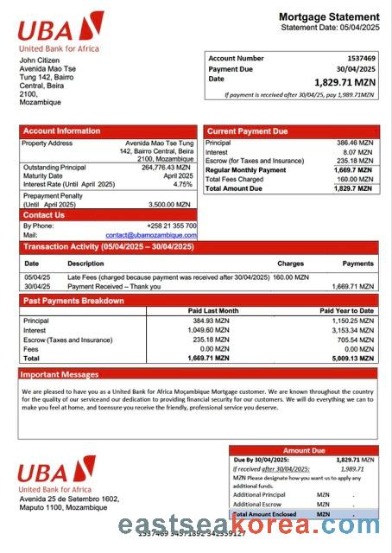 UBA
United Bank for Africa
Mortgage Statement
Statement Date: 05/04/2025
John Citizen
Avenida Mao Tse
Tung 142, Bairro
Central, Beira
2100,
Mozambique
Account Number 1537469
Payment Due 30/04/2025
Date 1,829.71 MZN
If payment is received after 30/04/25, pay 1,989.71MZN
Account Information
Property Address Avenida Mao Tse Tung
142, Bairro Central, Beira
2100, Mozambique
Outstanding Principal 264,776.43 MZN
Maturity Date April 2025
Interest Rate (Until April 2025) 4.75%
Prepayment Penalty
(Until April 2025) 3,500.00 MZN
Contact Us
By Phone: +258 21 355 700
Mail: contact@ubamozambique.com
Current Payment Due
Principal 386.46 MZN
Interest 8.07 MZN
Escrow (for Taxes and Insurance) 235.18 MZN
Regular Monthly Payment 1,669.7 MZN
Total Fees Charged 160.00 MZN
Total Amount Due 1,829.7 MZN
Transaction Activity (05/04/2025 – 30/04/2025)
Date Description Charges Payments
05/04/25 Late Fees (charged because payment was received after 30/04/2025) 160.00 MZN
30/04/25 Payment Received – Thank you 1,669.71 MZN
Past Payments Breakdown
Paid Last Month Paid Year to Date
Principal 384.93 MZN 1,150.25 MZN
Interest 1,049.60 MZN 3,153.34 MZN
Escrow (Taxes and Insurance) 235.18 MZN 705.54 MZN
Fees 0.00 MZN 0.00 MZN
Total 1,669.71 MZN 5,009.13 MZN
Important Messages
We are pleased to have you as a United Bank for Africa Moçambique Mortgage customer. We are known throughout the country
for the quality of our serviceand our dedication to providing financial security for our customers. We will do everything we can to
make you feel at home, and toensure you receive the friendly, professional service you deserve.
UBA
United Bank for Africa
Avenida 25 de Setembro 1602,
Maputo 1100, Mozambique
Amount Due
Due By 30/04/2025: 1,829.71 MZN
If received after 30/04/2025: 1,989.71
MZN Please designate how you want us to apply any
additional funds.
Additional Principal MZN
Additional Escrow MZN
Total Amount Enclosed MZN
eastseakorea.com
1537469 34571892 342359127